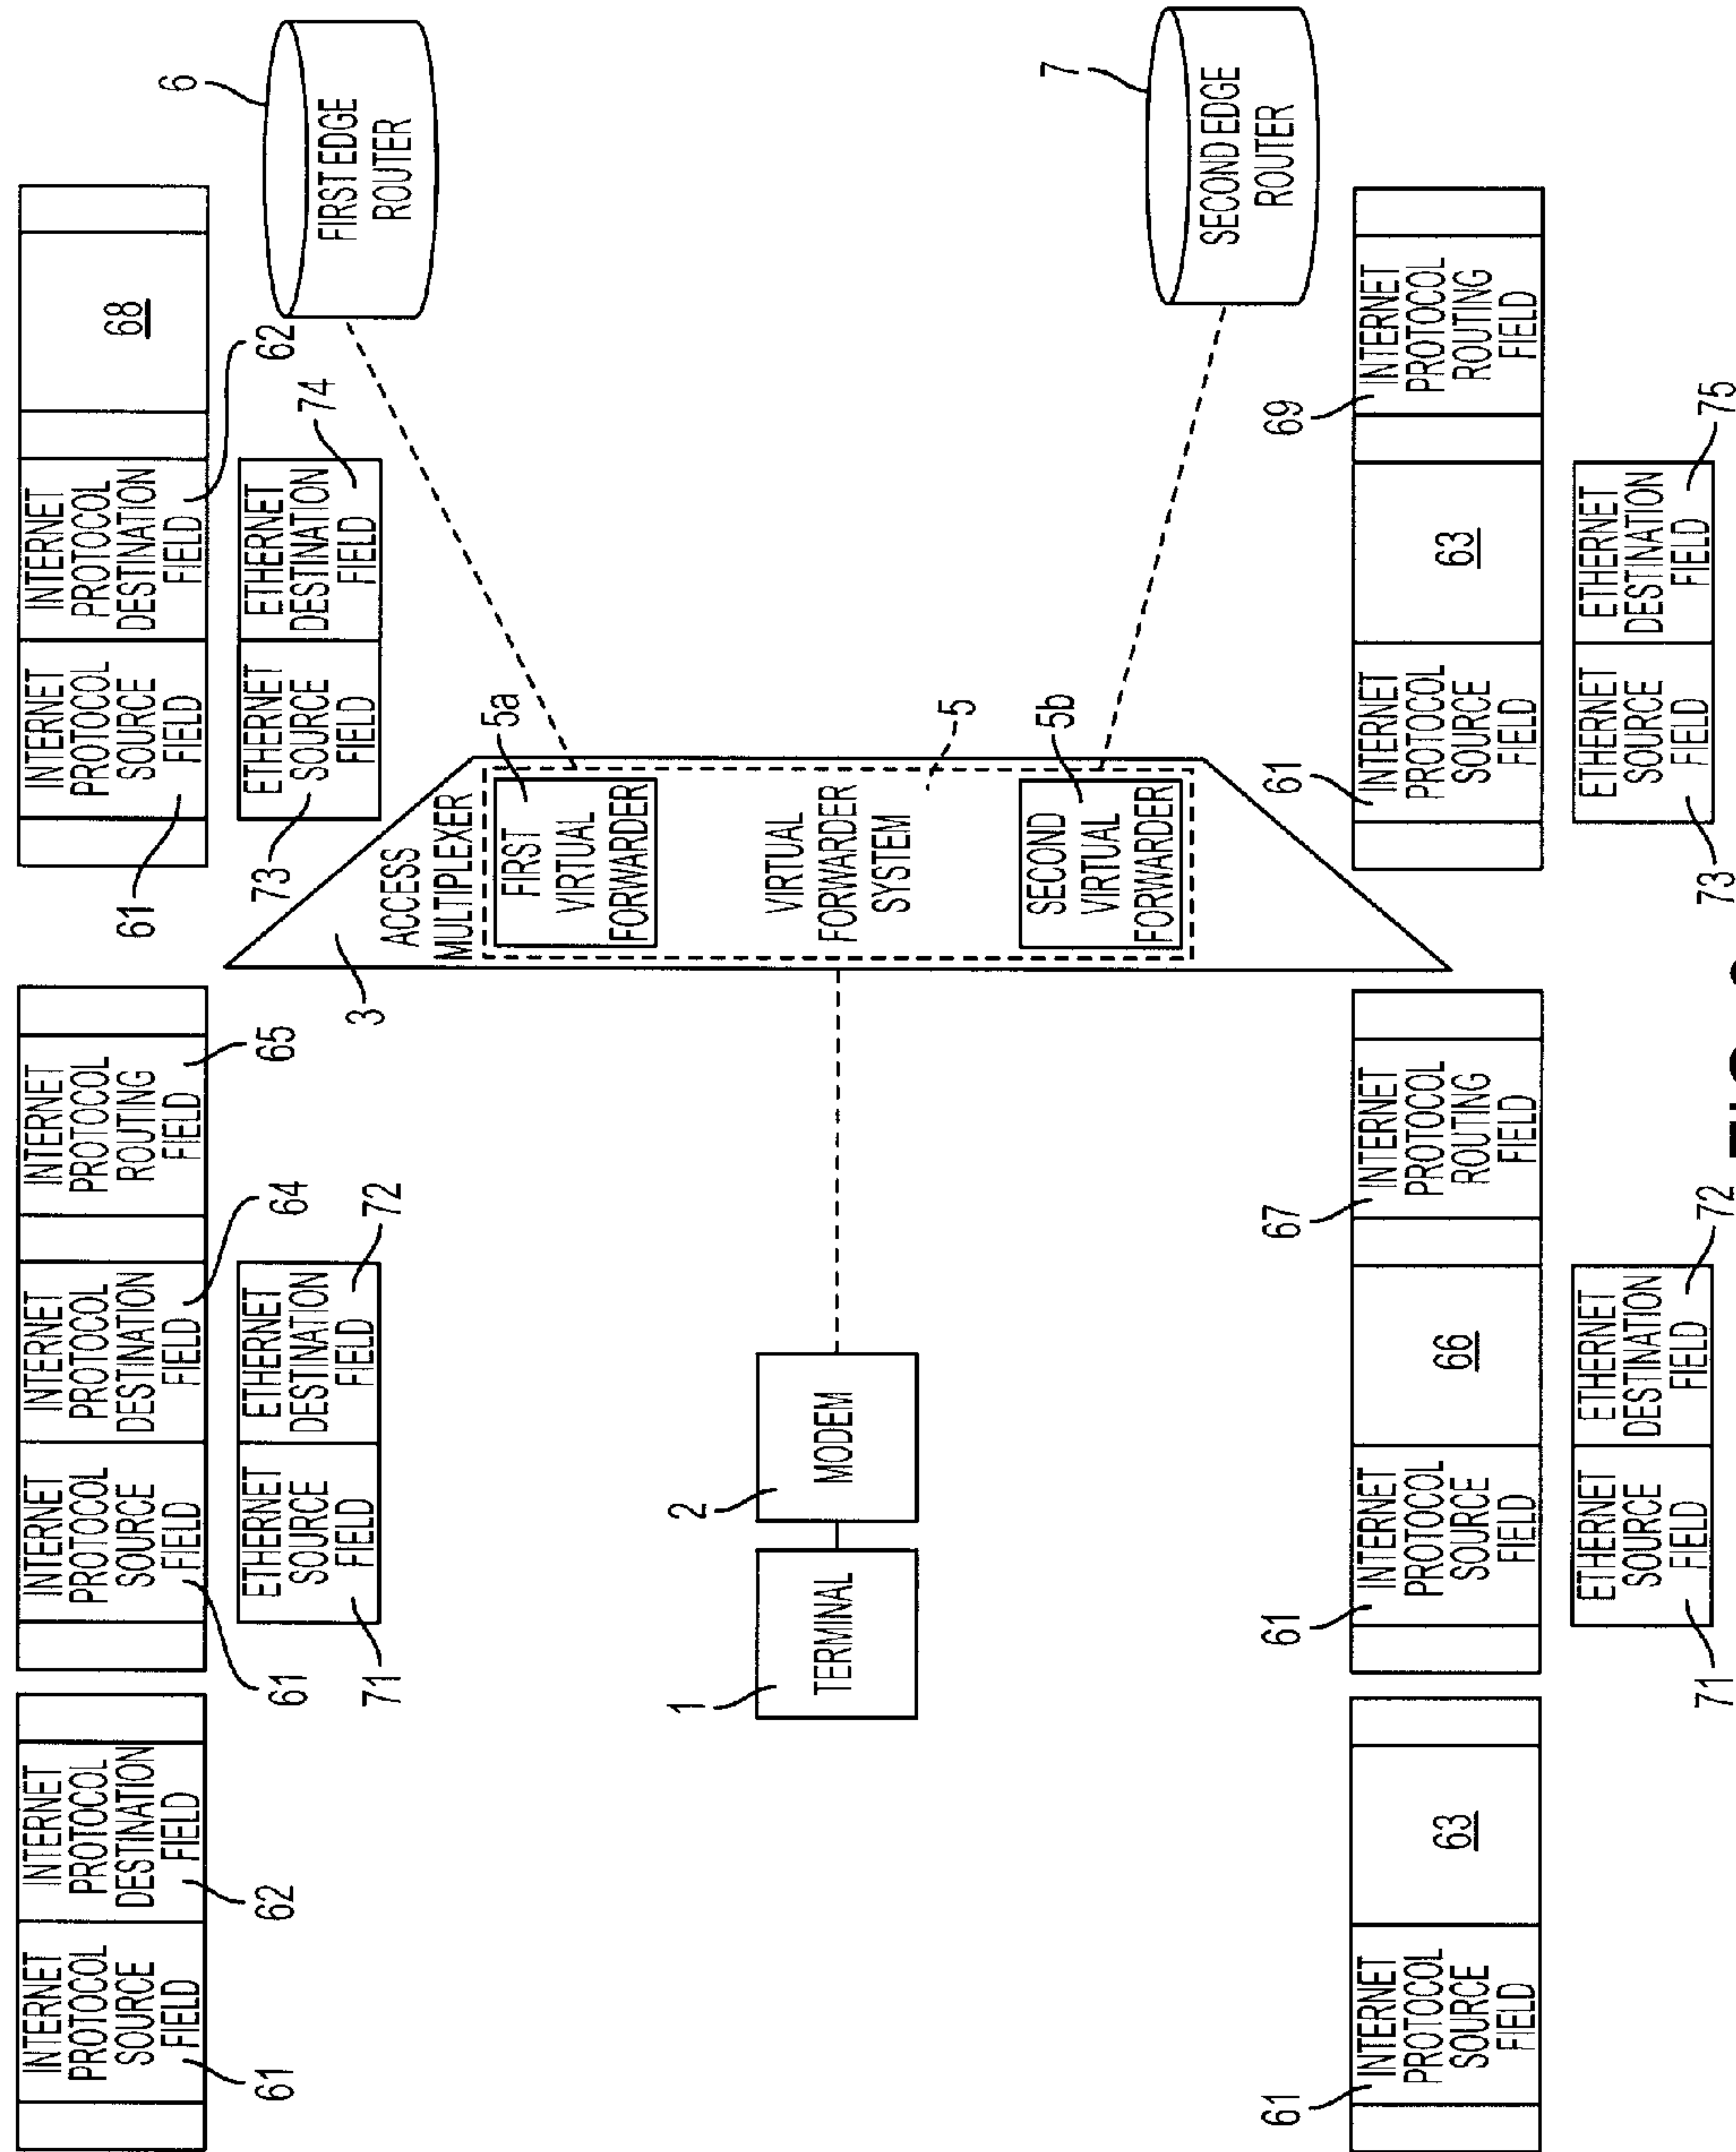 INTERNET
PROTOCOL
SOURCE
FIELD
61
INTERNET
PROTOCOL
DESTINATION
FIELD
62
INTERNET
PROTOCOL
SOURCE
FIELD
61
INTERNET
PROTOCOL
DESTINATION
FIELD
64
INTERNET
PROTOCOL
ROUTING
FIELD
65
ETHERNET
SOURCE
FIELD
71
ETHERNET
DESTINATION
FIELD
72
INTERNET
PROTOCOL
SOURCE
FIELD
61
INTERNET
PROTOCOL
DESTINATION
FIELD
62
68
ETHERNET
SOURCE
FIELD
73
ETHERNET
DESTINATION
FIELD
74
6
FIRST EDGE
ROUTER
3
ACCESS
MULTIPLEXER
FIRST
VIRTUAL
FORWARDER
5a
VIRTUAL
FORWARDER
SYSTEM
5
SECOND
VIRTUAL
FORWARDER
5b
1
TERMINAL
2
MODEM
7
SECOND EDGE
ROUTER
61
INTERNET
PROTOCOL
SOURCE
FIELD
63
61
INTERNET
PROTOCOL
SOURCE
FIELD
66
67
INTERNET
PROTOCOL
ROUTING
FIELD
ETHERNET
SOURCE
FIELD
71
ETHERNET
DESTINATION
FIELD
72
61
INTERNET
PROTOCOL
SOURCE
FIELD
63
69
INTERNET
PROTOCOL
ROUTING
FIELD
ETHERNET
SOURCE
FIELD
73
ETHERNET
DESTINATION
FIELD
75